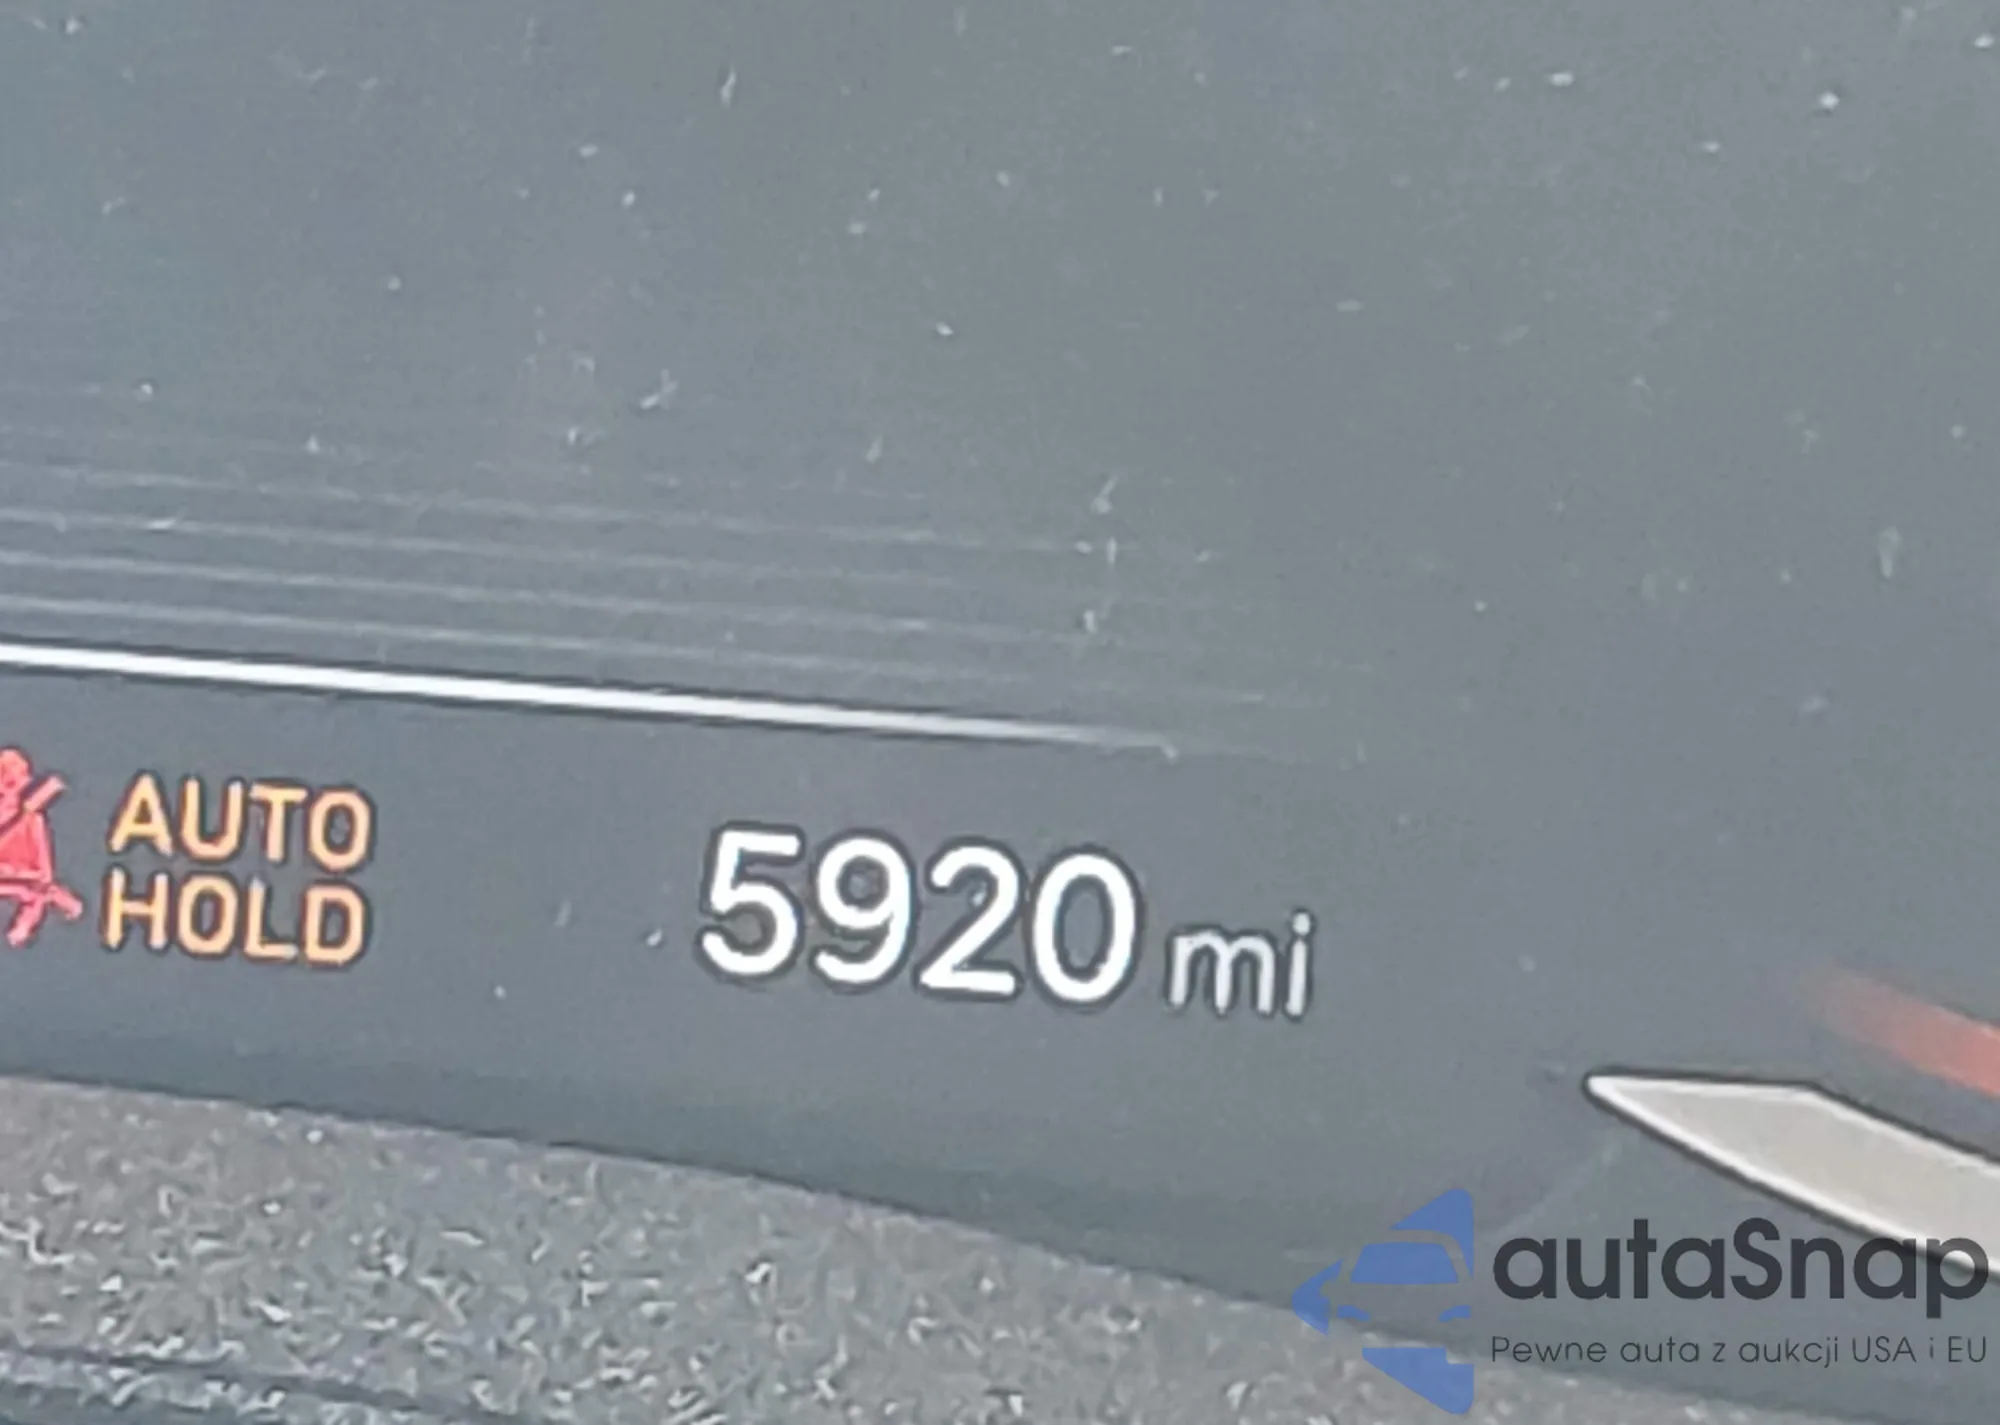 AUTO
HOLD
5920 mi
autaSnap
Pewne auta z aukcji USA i EU